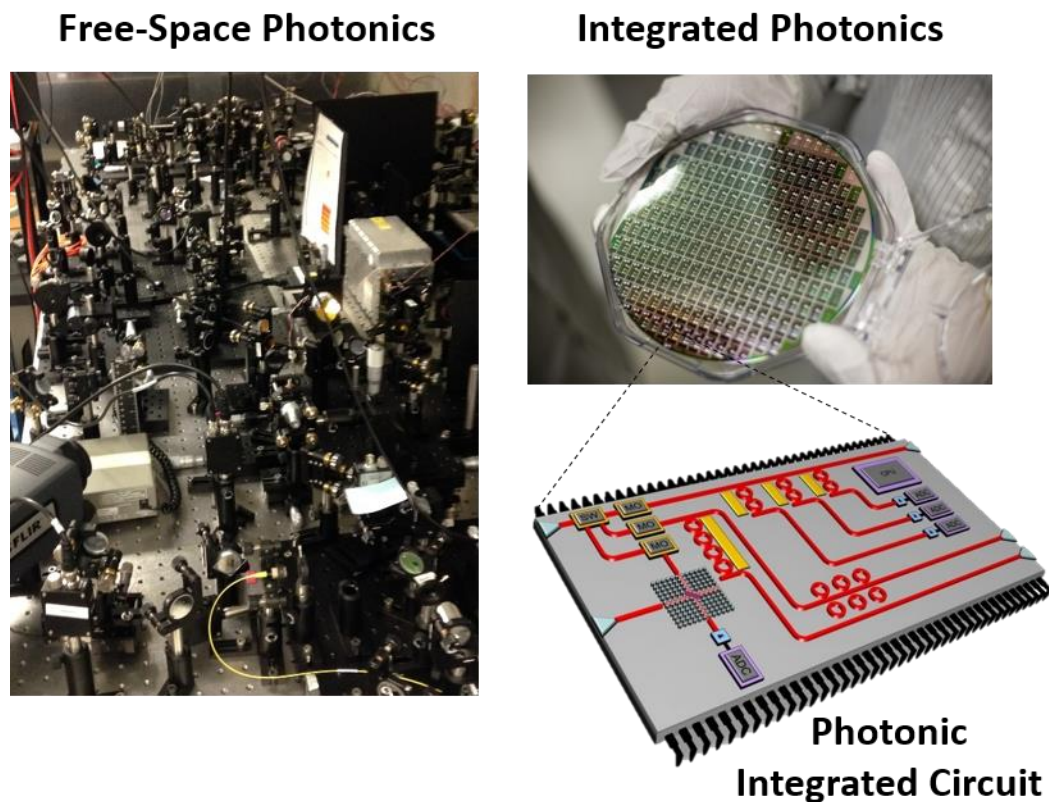 Free-Space Photonics
Integrated Photonics
FLIR
SW
MO
MO
MO
CPU
ADC
ADC
ADC
ADC
Photonic
Integrated Circuit